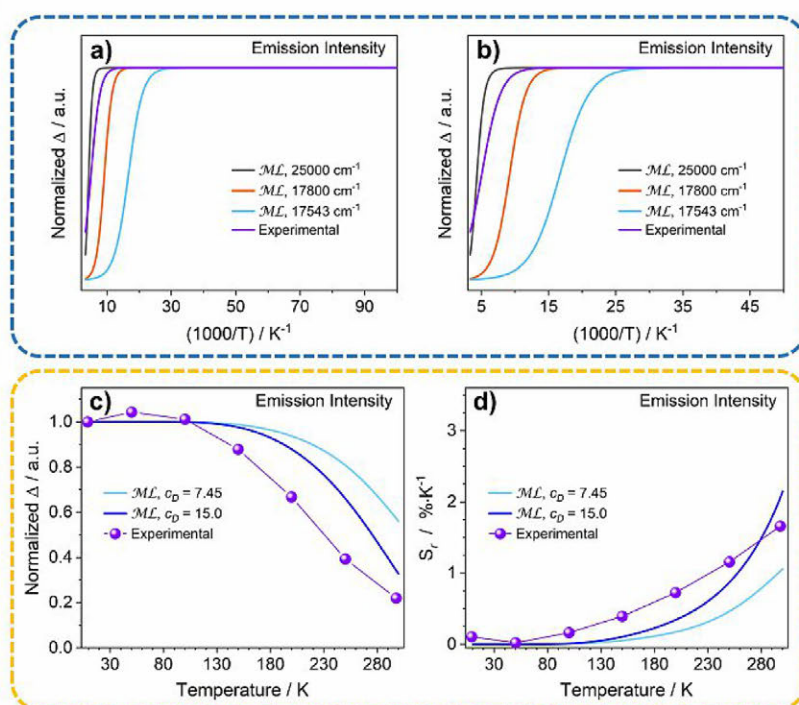 a)
Emission Intensity
Normalized Δ / a.u.
ℳℒ, 25000 cm⁻¹
ℳℒ, 17800 cm⁻¹
ℳℒ, 17543 cm⁻¹
Experimental
10 30 50 70 90
(1000/T) / K⁻¹
b)
Emission Intensity
Normalized Δ / a.u.
ℳℒ, 25000 cm⁻¹
ℳℒ, 17800 cm⁻¹
ℳℒ, 17543 cm⁻¹
Experimental
5 15 25 35 45
(1000/T) / K⁻¹
c)
Emission Intensity
Normalized Δ / a.u.
1.0
0.8
0.6
0.4
0.2
0.0
ℳℒ, c_D = 7.45
ℳℒ, c_D = 15.0
Experimental
30 80 130 180 230 280
Temperature / K
d)
Emission Intensity
S_r / %·K⁻¹
3
2
1
0
ℳℒ, c_D = 7.45
ℳℒ, c_D = 15.0
Experimental
30 80 130 180 230 280
Temperature / K